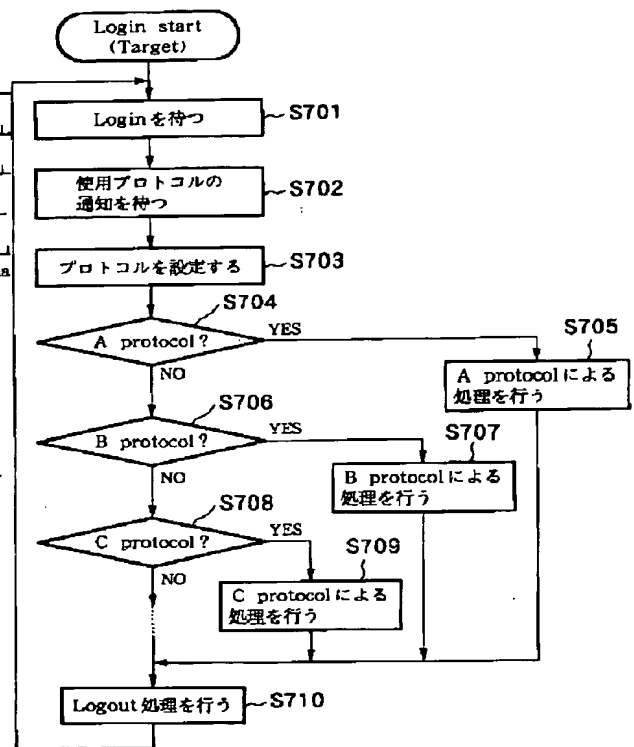 Login start
(Target)
Loginを待つ
S701
使用プロトコルの
通知を待つ
S702
プロトコルを設定する
S703
S704
A protocol?
YES
NO
S705
A protocolによる
処理を行う
S706
B protocol?
YES
NO
S707
B protocolによる
処理を行う
S708
C protocol?
YES
NO
S709
C protocolによる
処理を行う
Logout処理を行う
S710